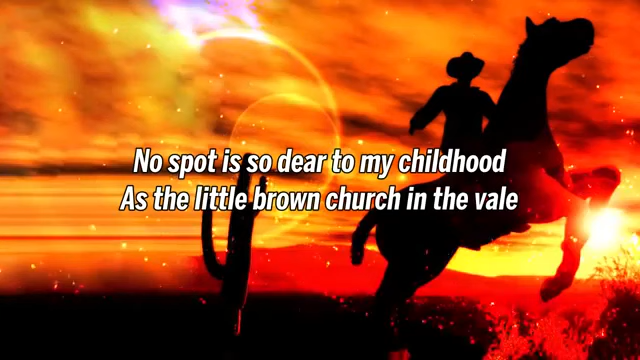 No spot is so dear to my childhood
As the little brown church in the vale